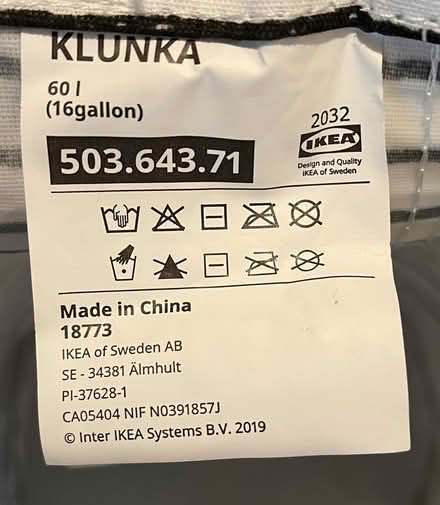 KLUNKA
60 l
(16gallon)
2032
503.643.71
IKEA
Design and Quality
IKEA of Sweden
Made in China
18773
IKEA of Sweden AB
SE - 34381 Älmhult
PI-37628-1
CA05404 NIF N0391857J
© Inter IKEA Systems B.V. 2019